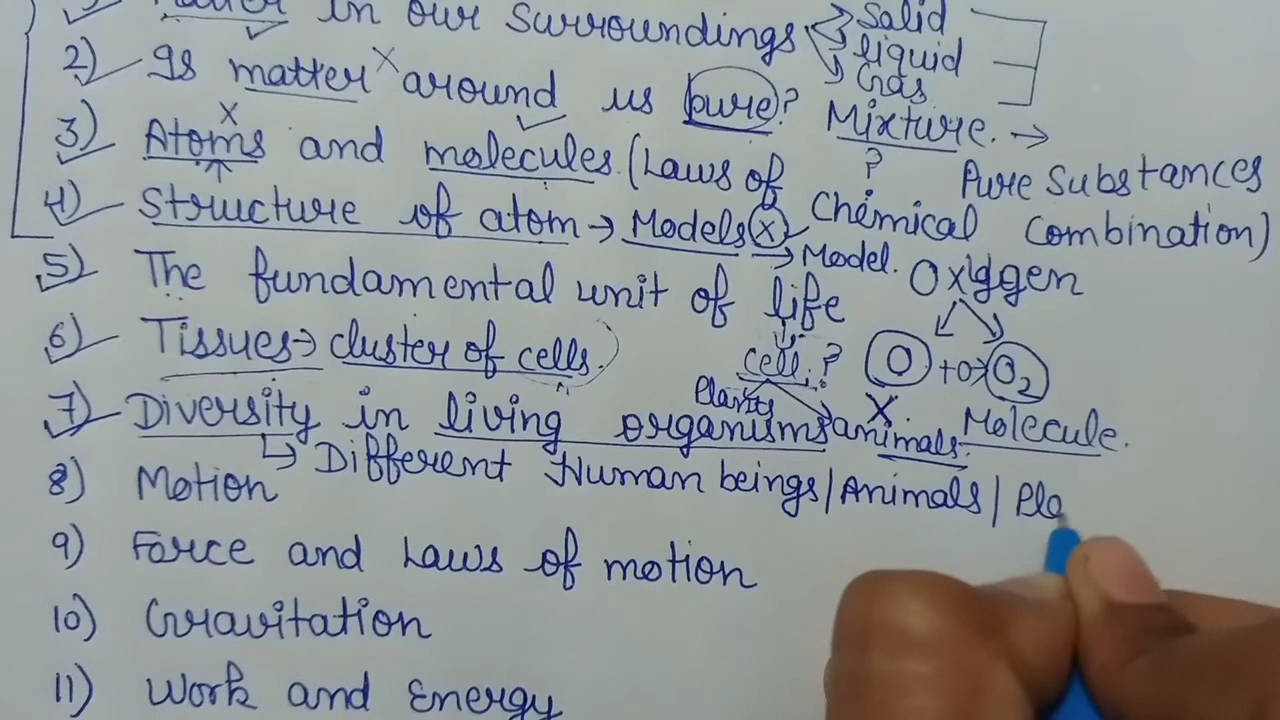 1) Matter in our surroundings Solid
liquid
Gas
2) Is matter x around us pure? Mixture. →
?
3) Atoms x and molecules. (Laws of Chemical Combination)
Pure Substances
4) Structure of atom → Models (x) → Model.
5) The fundamental unit of life
cell. ?
Plants animals.
Oxygen
O + O → O2
x. Molecule.
6) Tissues → cluster of cells.
7) Diversity in living organisms
↳ Different Human beings / Animals / Pla
8) Motion
9) Force and Laws of motion
10) Gravitation
11) Work and Energy